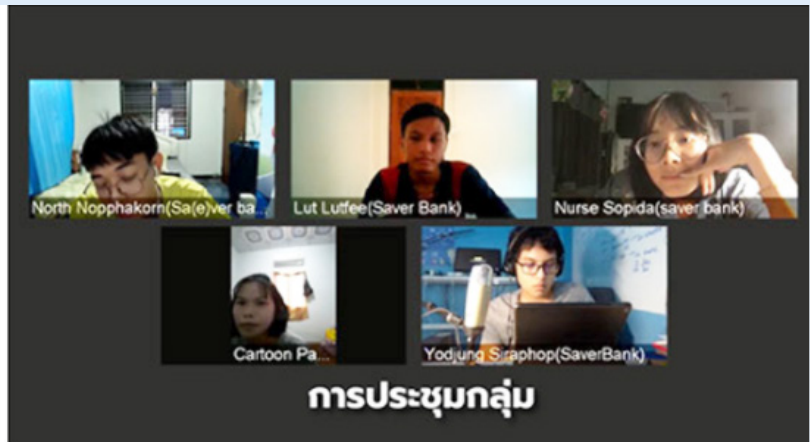 North Nopphakorn(Sa(e)ver ba...
Lut Lutfee(Saver Bank)
Nurse Sopida(saver bank)
Cartoon Pa...
Yodjung Siraphop(SaverBank)
การประชุมกลุ่ม